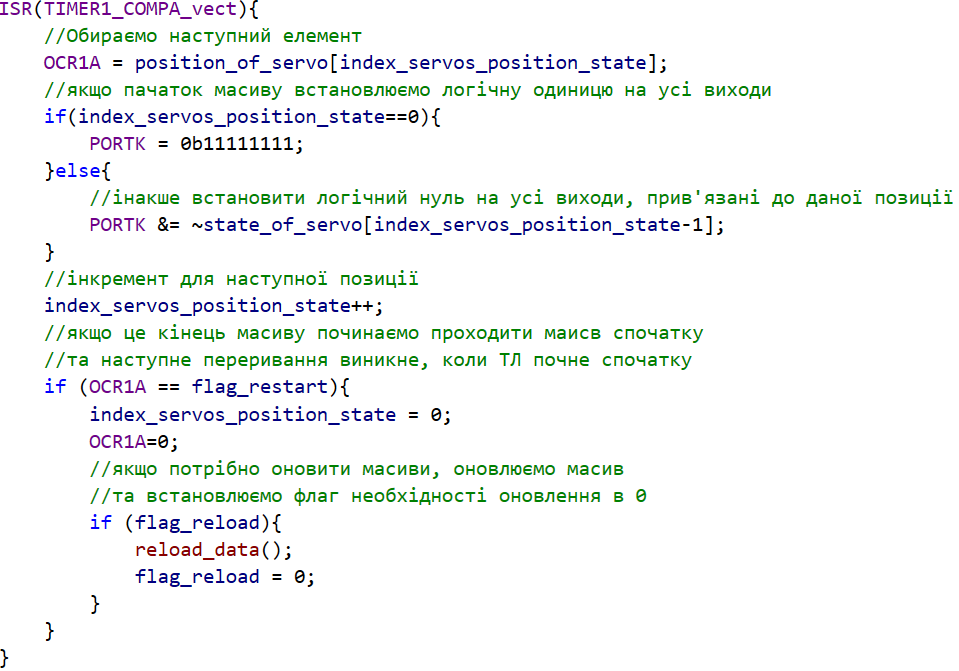 ISR(TIMER1_COMPA_vect){
//Обираємо наступний елемент
OCR1A = position_of_servo[index_servos_position_state];
//якщо пачаток масиву встановлюємо логічну одиницю на усі виходи
if(index_servos_position_state==0){
PORTK = 0b11111111;
}else{
//інакше встановити логічний нуль на усі виходи, прив'язані до даної позиції
PORTK &= ~state_of_servo[index_servos_position_state-1];
}
//інкремент для наступної позиції
index_servos_position_state++;
//якщо це кінець масиву починаємо проходити маисв спочатку
//та наступне переривання виникне, коли ТЛ почне спочатку
if (OCR1A == flag_restart){
index_servos_position_state = 0;
OCR1A=0;
//якщо потрібно оновити масиви, оновлюємо масив
//та встановлюємо флаг необхідності оновлення в 0
if (flag_reload){
reload_data();
flag_reload = 0;
}
}
}